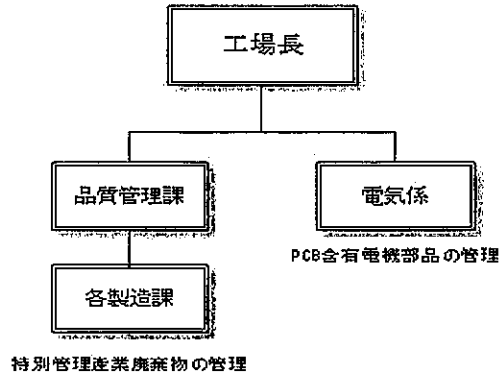 工場長
品質管理課
電気係
PCB含有電機部品の管理
各製造課
特別管理産業廃棄物の管理